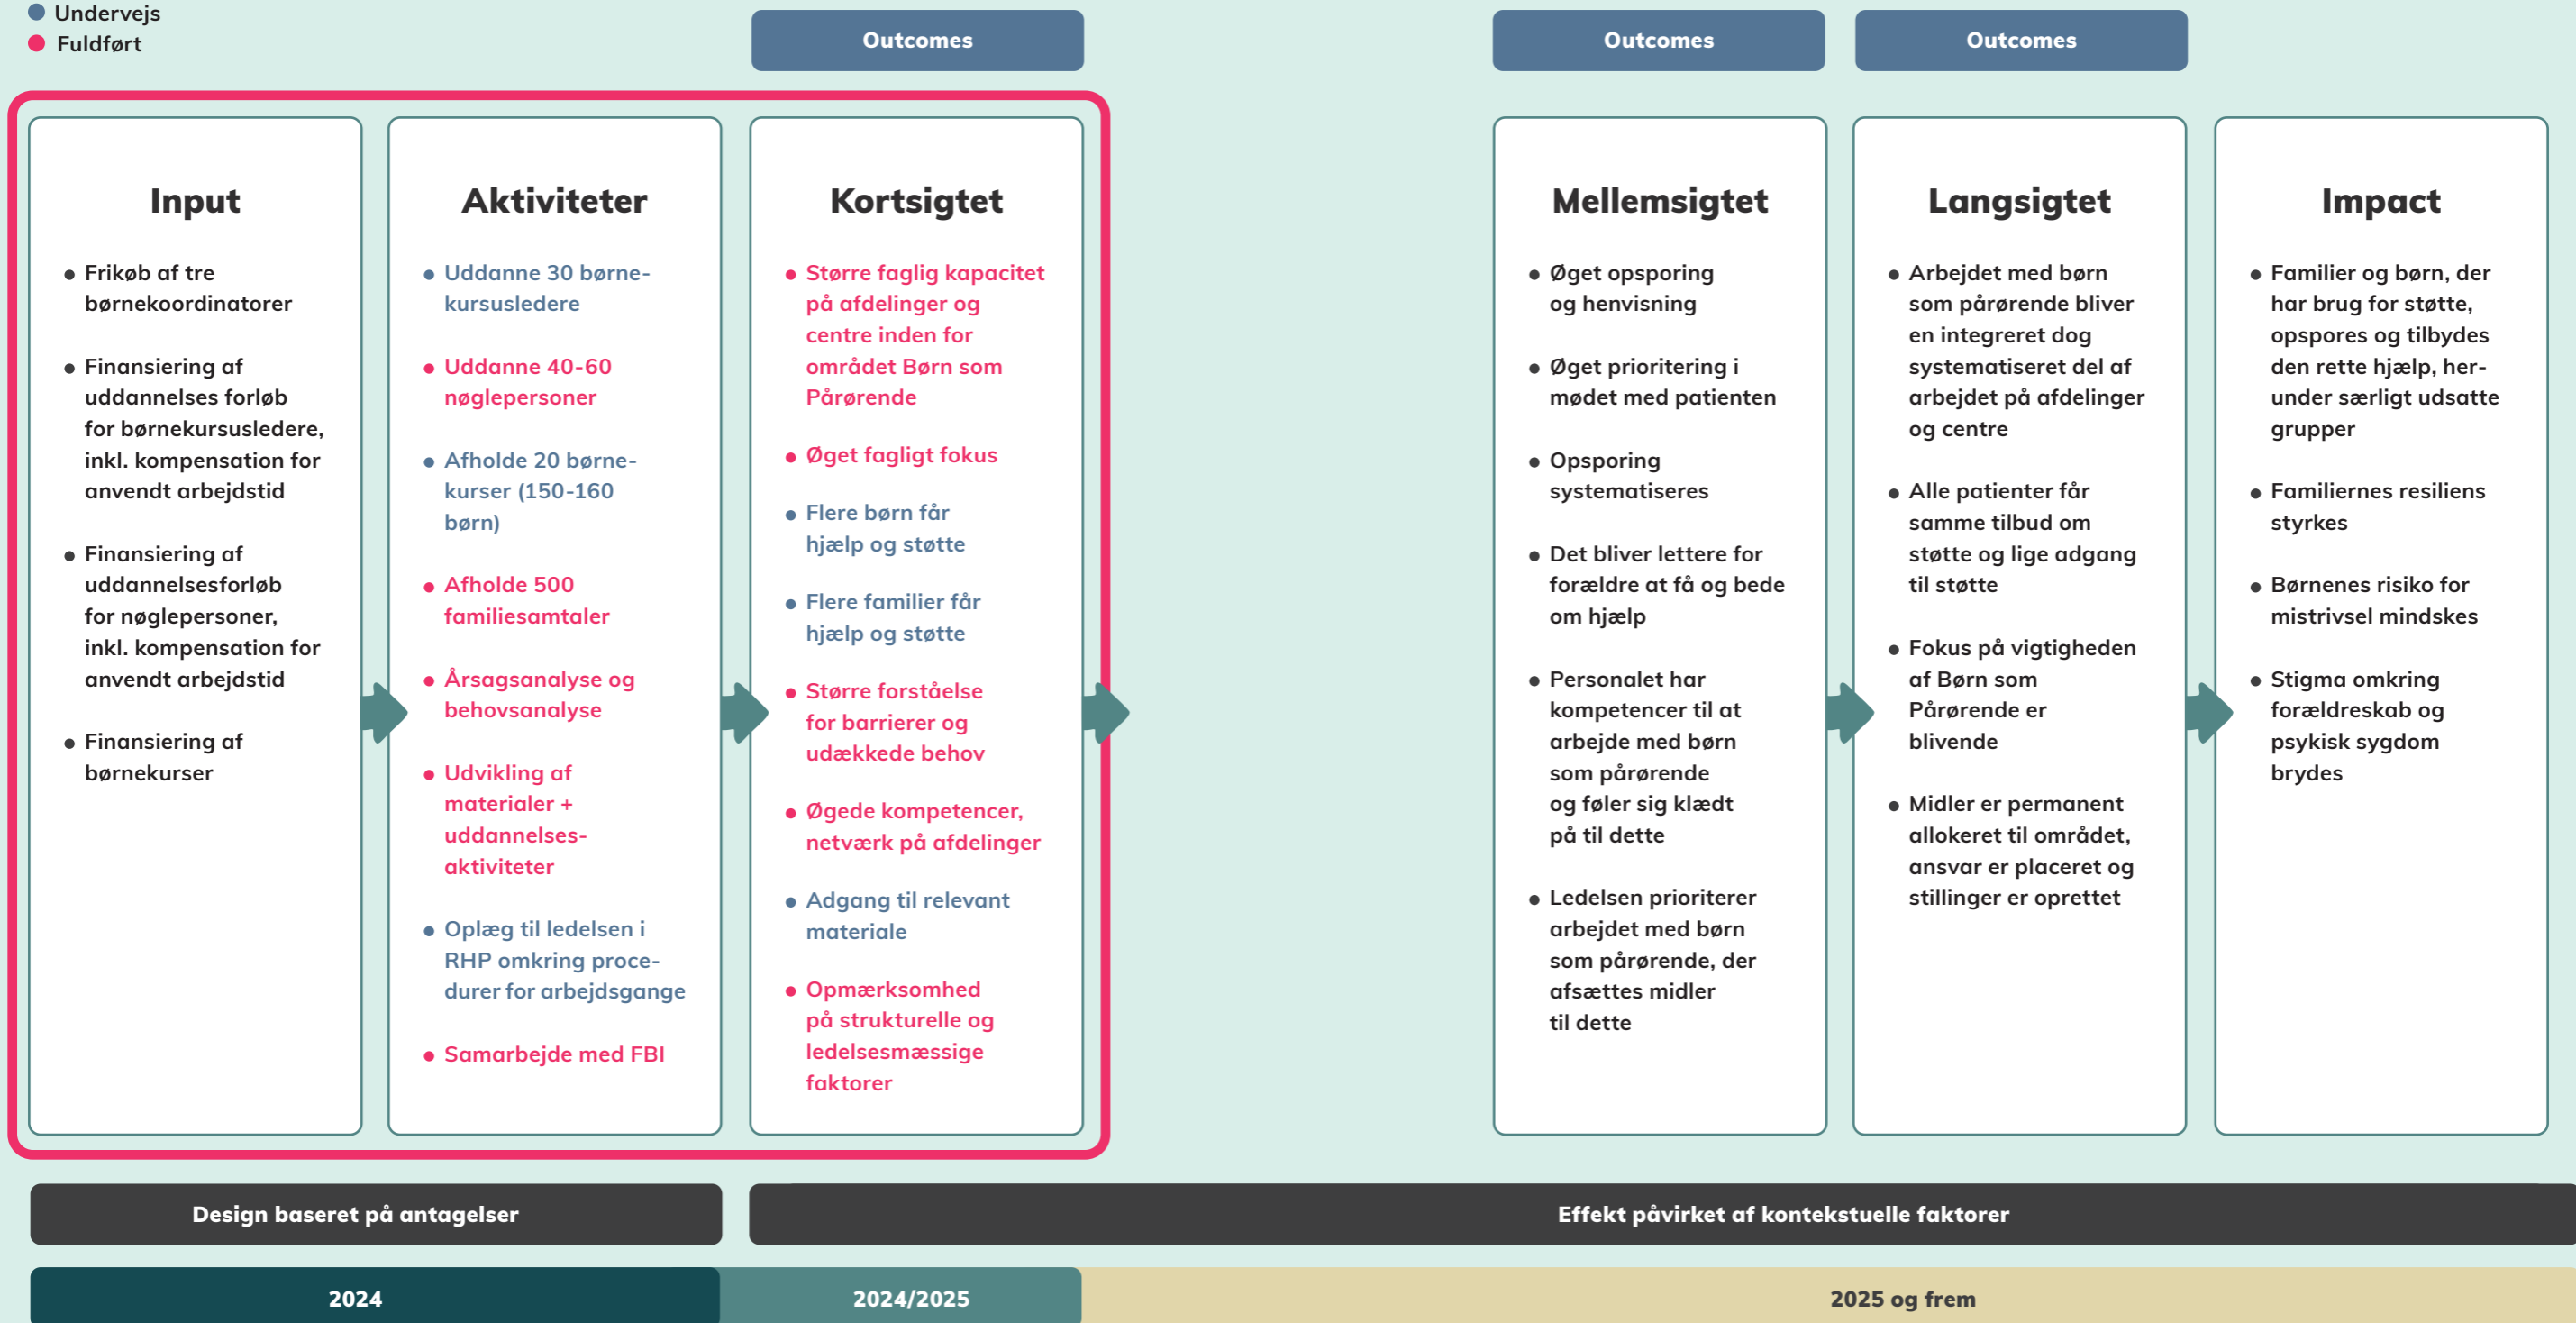 Undervejs
Fuldført
Outcomes
Outcomes
Outcomes
Input
Frikøb af tre
børnekoordinatorer
Finansiering af
uddannelses forløb
for børnekursusledere,
inkl. kompensation for
anvendt arbejdstid
Finansiering af
uddannelsesforløb
for nøglepersoner,
inkl. kompensation for
anvendt arbejdstid
Finansiering af
børnekurser
Aktiviteter
Uddanne 30 børne-
kursusledere
Uddanne 40-60
nøglepersoner
Afholde 20 børne-
kurser (150-160
børn)
Afholde 500
familiesamtaler
Årsagsanalyse og
behovsanalyse
Udvikling af
materialer +
uddannelses-
aktiviteter
Oplæg til ledelsen i
RHP omkring proce-
durer for arbejdsgange
Samarbejde med FBI
Kortsigtet
Større faglig kapacitet
på afdelinger og
centre inden for
området Børn som
Pårørende
Øget fagligt fokus
Flere børn får
hjælp og støtte
Flere familier får
hjælp og støtte
Større forståelse
for barrierer og
udækkede behov
Øgede kompetencer,
netværk på afdelinger
Adgang til relevant
materiale
Opmærksomhed
på strukturelle og
ledelsesmæssige
faktorer
Mellemsigtet
Øget opsporing
og henvisning
Øget prioritering i
mødet med patienten
Opsporing
systematiseres
Det bliver lettere for
forældre at få og bede
om hjælp
Personalet har
kompetencer til at
arbejde med børn
som pårørende
og føler sig klædt
på til dette
Ledelsen prioriterer
arbejdet med børn
som pårørende, der
afsættes midler
til dette
Langsigtet
Arbejdet med børn
som pårørende bliver
en integreret dog
systematiseret del af
arbejdet på afdelinger
og centre
Alle patienter får
samme tilbud om
støtte og lige adgang
til støtte
Fokus på vigtigheden
af Børn som
Pårørende er
blivende
Midler er permanent
allokeret til området,
ansvar er placeret og
stillinger er oprettet
Impact
Familier og børn, der
har brug for støtte,
opspores og tilbydes
den rette hjælp, her-
under særligt udsatte
grupper
Familiernes resiliens
styrkes
Børnenes risiko for
mistrivsel mindskes
Stigma omkring
forældreskab og
psykisk sygdom
brydes
Design baseret på antagelser
Effekt påvirket af kontekstuelle faktorer
2024
2024/2025
2025 og frem